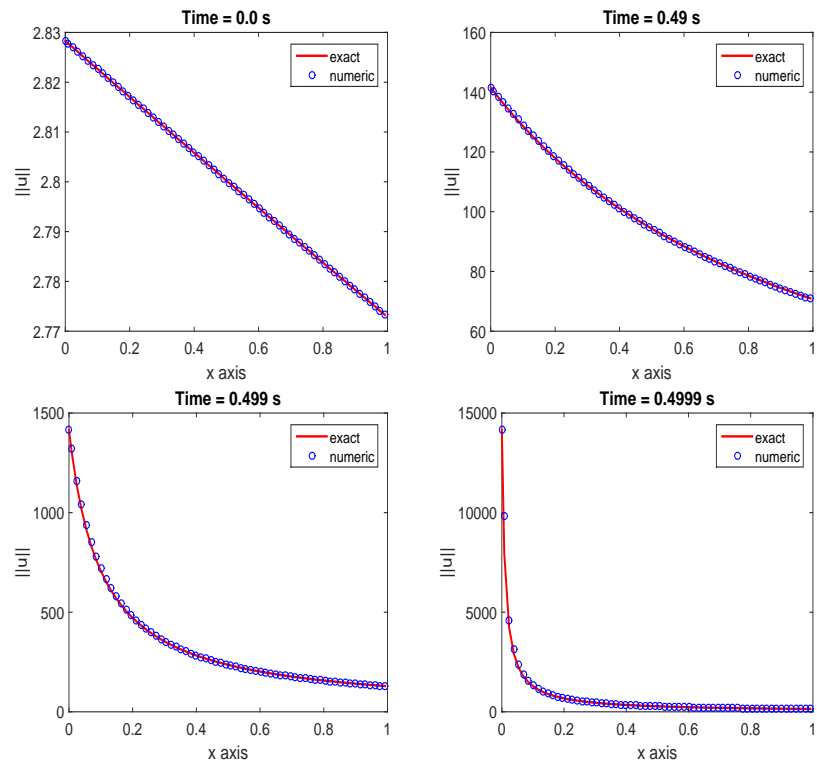 Time = 0.0 s
2.83
2.82
2.81
2.8
2.79
2.78
2.77
||u||
0 0.2 0.4 0.6 0.8 1
x axis
exact
numeric
Time = 0.49 s
160
140
120
100
80
60
||u||
0 0.2 0.4 0.6 0.8 1
x axis
exact
numeric
Time = 0.499 s
1500
1000
500
0
||u||
0 0.2 0.4 0.6 0.8 1
x axis
exact
numeric
Time = 0.4999 s
15000
10000
5000
0
||u||
0 0.2 0.4 0.6 0.8 1
x axis
exact
numeric